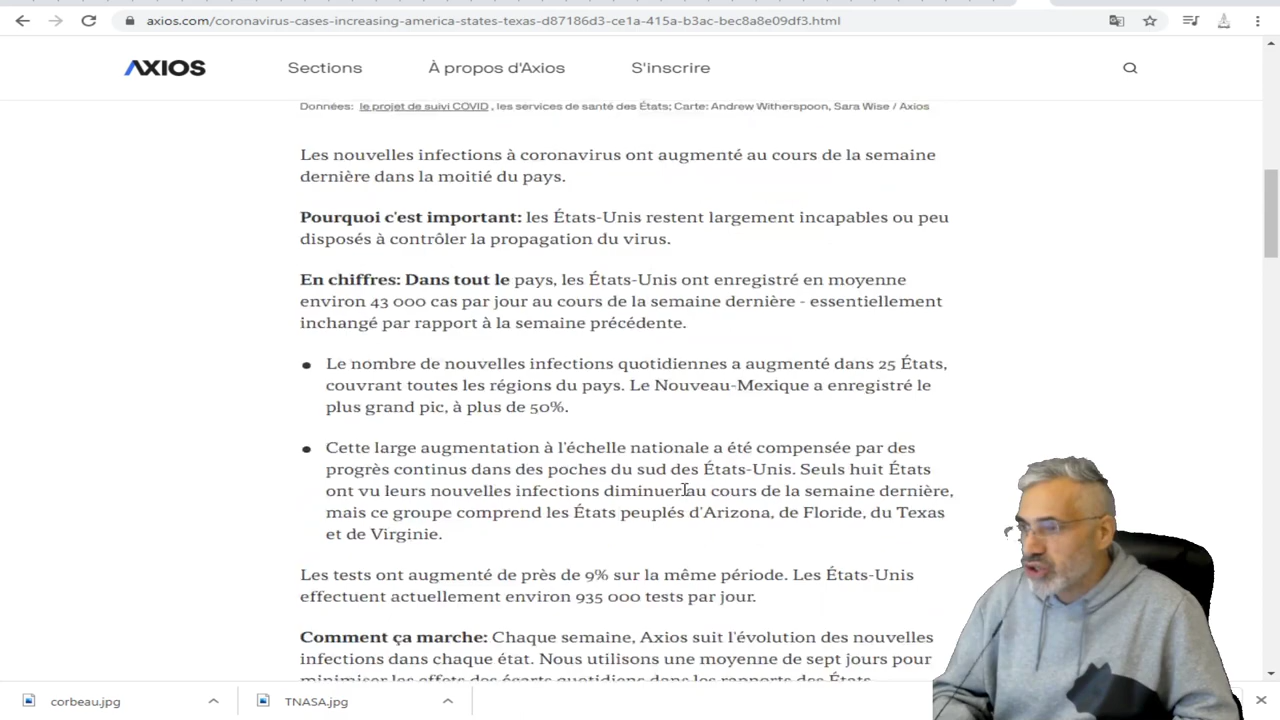 axios.com/coronavirus-cases-increasing-america-states-texas-d87186d3-ce1a-415a-b3ac-bec8a8e09df3.html
AXIOS Sections À propos d'Axios S'inscrire
Données: le projet de suivi COVID , les services de santé des États; Carte: Andrew Witherspoon, Sara Wise / Axios
Les nouvelles infections à coronavirus ont augmenté au cours de la semaine
dernière dans la moitié du pays.
Pourquoi c'est important: les États-Unis restent largement incapables ou peu
disposés à contrôler la propagation du virus.
En chiffres: Dans tout le pays, les États-Unis ont enregistré en moyenne
environ 43 000 cas par jour au cours de la semaine dernière - essentiellement
inchangé par rapport à la semaine précédente.
● Le nombre de nouvelles infections quotidiennes a augmenté dans 25 États,
couvrant toutes les régions du pays. Le Nouveau-Mexique a enregistré le
plus grand pic, à plus de 50%.
● Cette large augmentation à l'échelle nationale a été compensée par des
progrès continus dans des poches du sud des États-Unis. Seuls huit États
ont vu leurs nouvelles infections diminuer au cours de la semaine dernière,
mais ce groupe comprend les États peuplés d'Arizona, de Floride, du Texas
et de Virginie.
Les tests ont augmenté de près de 9% sur la même période. Les États-Unis
effectuent actuellement environ 935 000 tests par jour.
Comment ça marche: Chaque semaine, Axios suit l'évolution des nouvelles
infections dans chaque état. Nous utilisons une moyenne de sept jours pour
minimiser les effets des écarts quotidiens dans les rapports des États.
corbeau.jpg TNASA.jpg